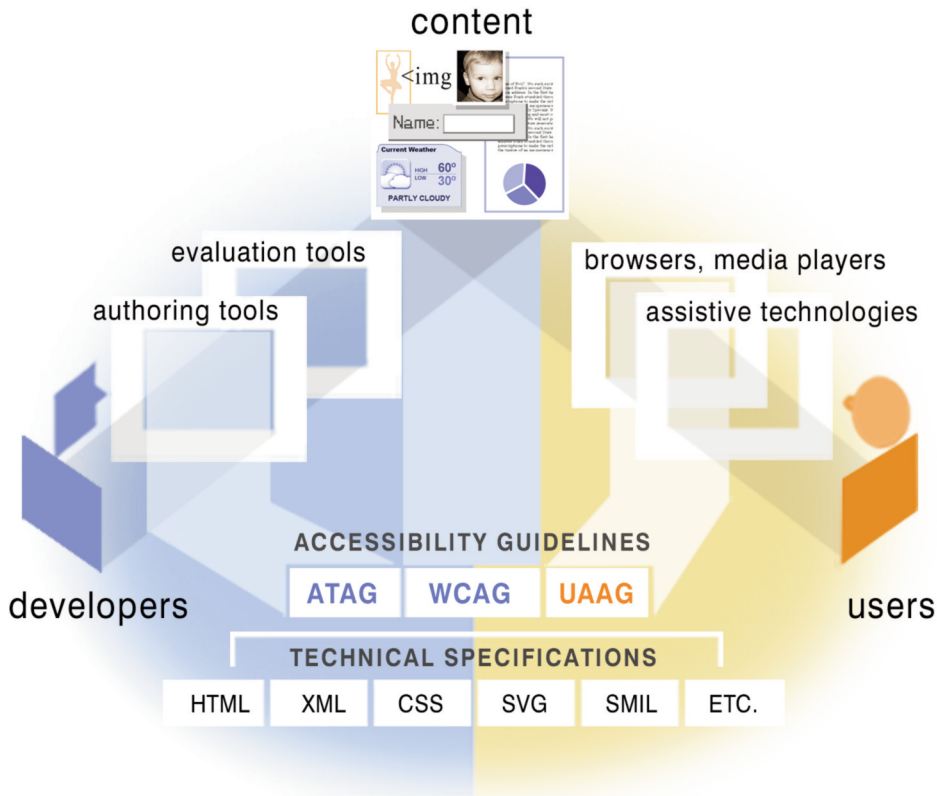 content
<img
Name:
Current Weather
HIGH 60º
LOW 30º
PARTLY CLOUDY
evaluation tools
authoring tools
browsers, media players
assistive technologies
developers
users
ACCESSIBILITY GUIDELINES
ATAG WCAG UAAG
TECHNICAL SPECIFICATIONS
HTML XML CSS SVG SMIL ETC.